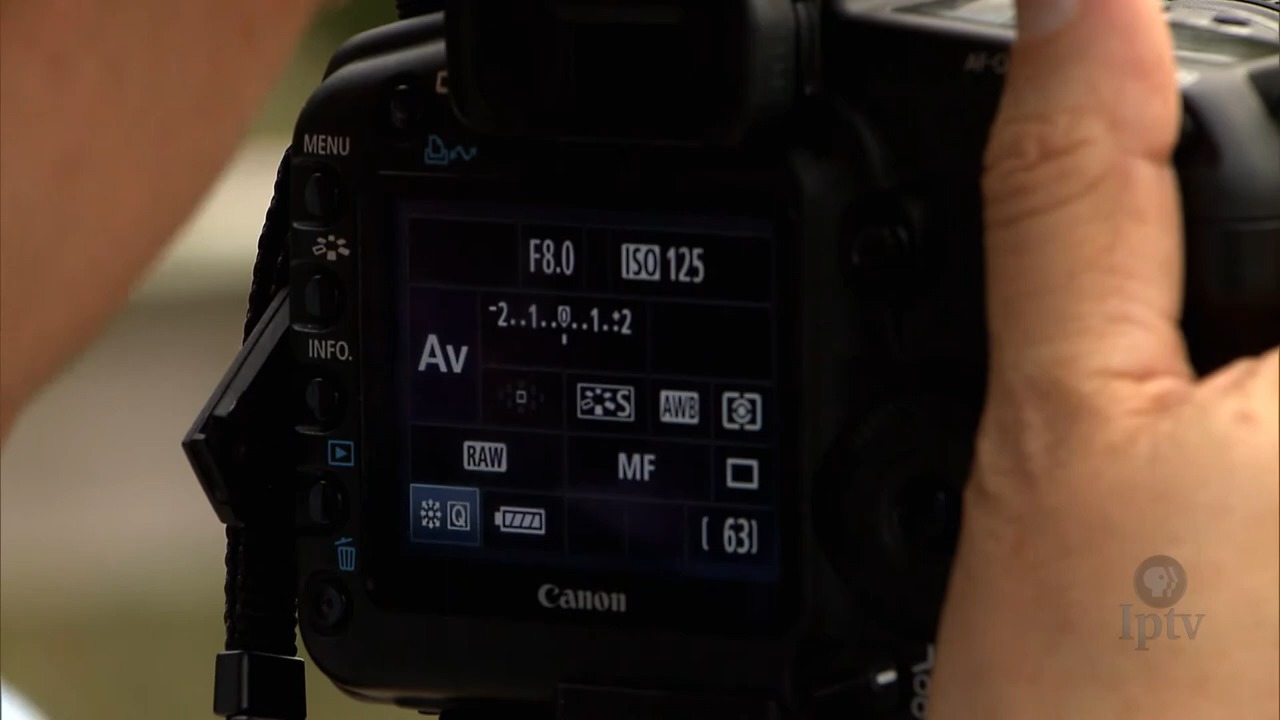 MENU
F8.0 ISO 125
-2..1..0..1.:+2
INFO.
Av
S AWB
RAW MF
Q [ 63]
Canon
Iptv